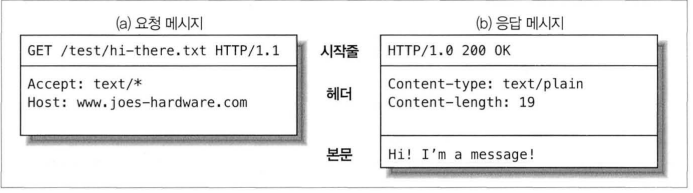 (a) 요청 메시지
GET /test/hi-there.txt HTTP/1.1
Accept: text/*
Host: www.joes-hardware.com
시작줄
헤더
본문
(b) 응답 메시지
HTTP/1.0 200 OK
Content-type: text/plain
Content-length: 19
Hi! I'm a message!